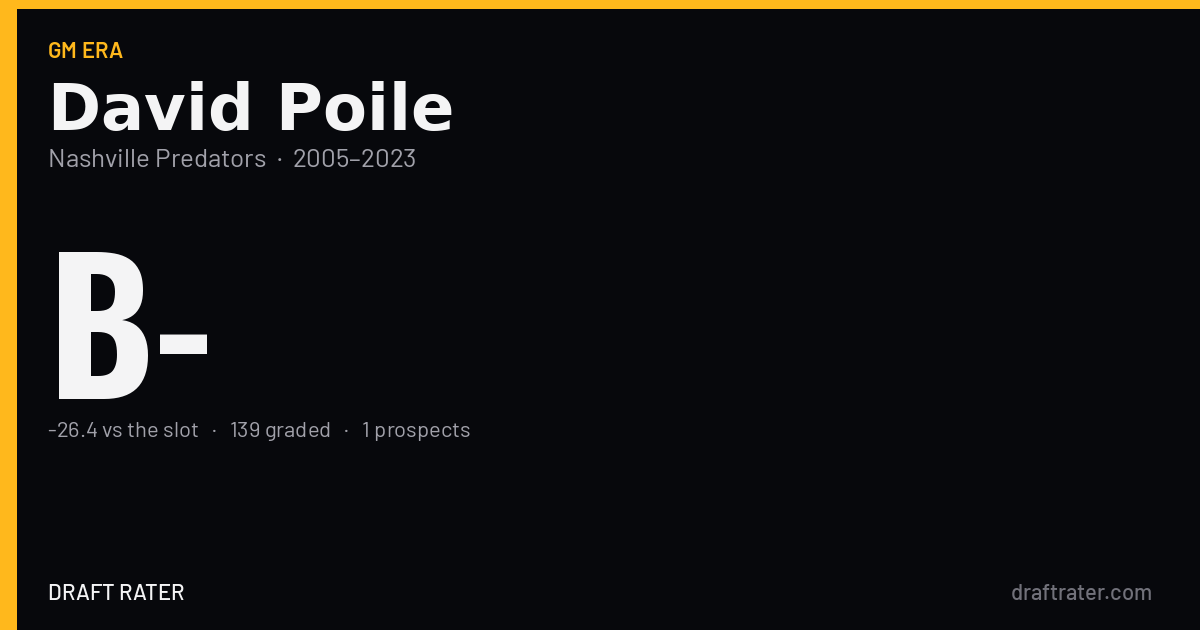 GM ERA
David Poile
Nashville Predators · 2005–2023
B-
-26.4 vs the slot · 139 graded · 1 prospects
DRAFT RATER
draftrater.com